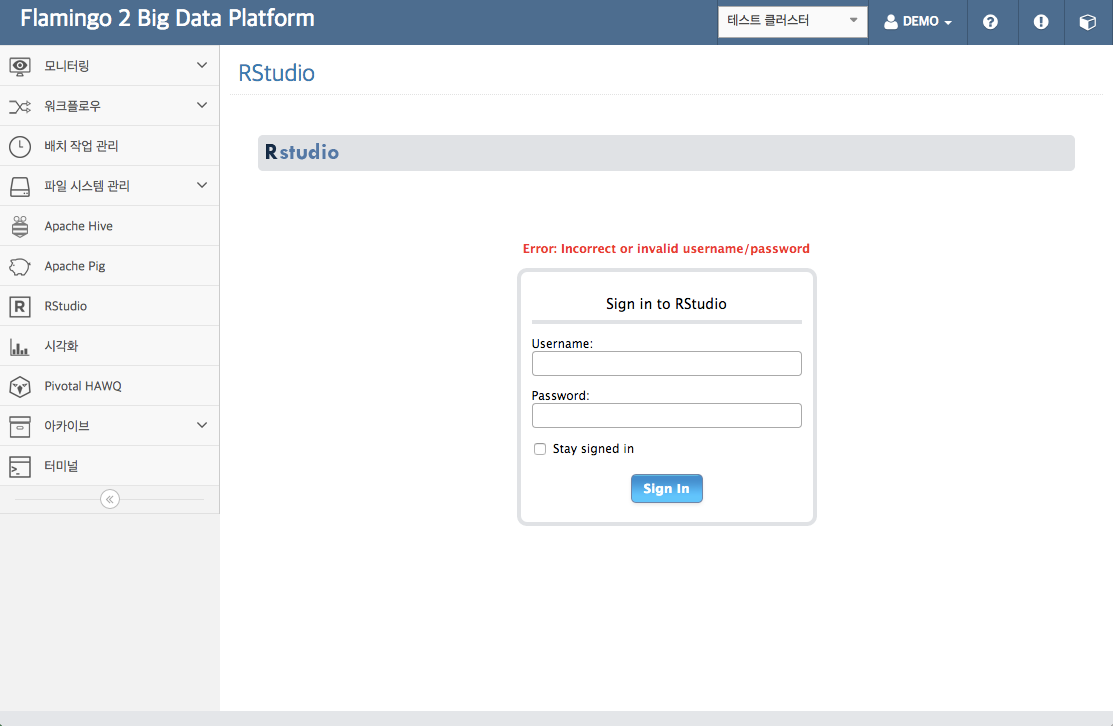 Flamingo 2 Big Data Platform
테스트 클러스터
DEMO
모니터링
워크플로우
배치 작업 관리
파일 시스템 관리
Apache Hive
Apache Pig
R
RStudio
시각화
Pivotal HAWQ
아카이브
터미널
RStudio
R studio
Error: Incorrect or invalid username/password
Sign in to RStudio
Username:
Password:
Stay signed in
Sign In